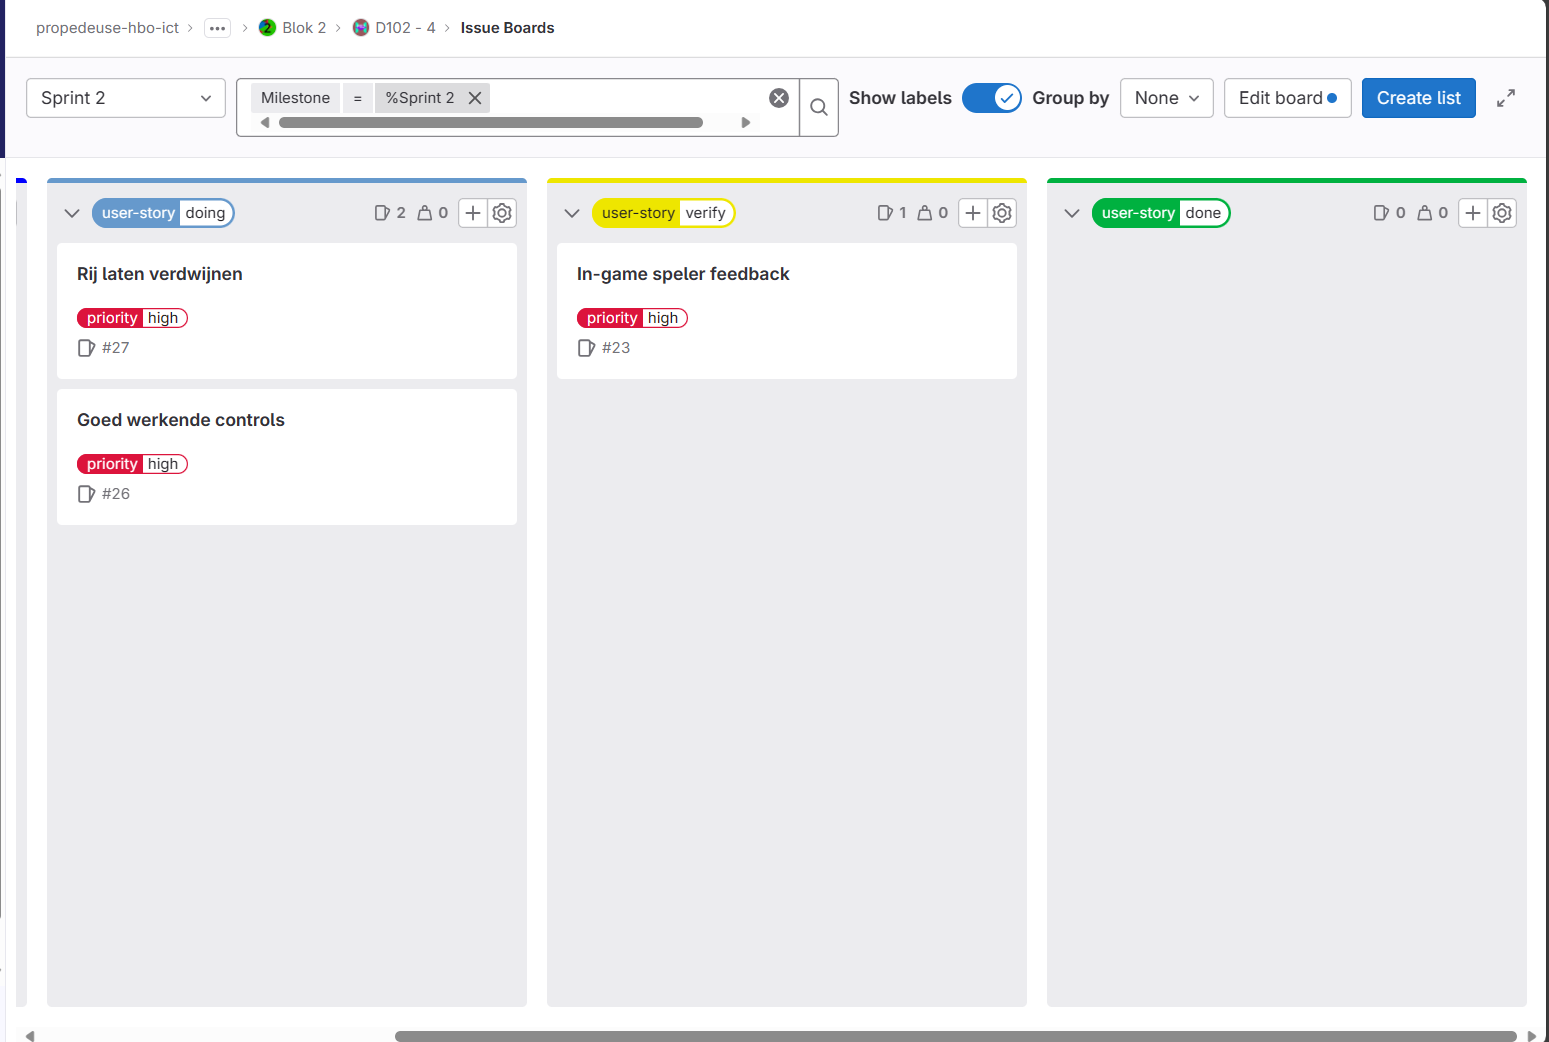 propedeuse-hbo-ict > ... > 2 Blok 2 > D102 - 4 > Issue Boards
Sprint 2
Milestone = %Sprint 2
Show labels
Group by
None
Edit board
Create list
user-story doing 2 0
Rij laten verdwijnen
priority high
#27
Goed werkende controls
priority high
#26
user-story verify 1 0
In-game speler feedback
priority high
#23
user-story done 0 0